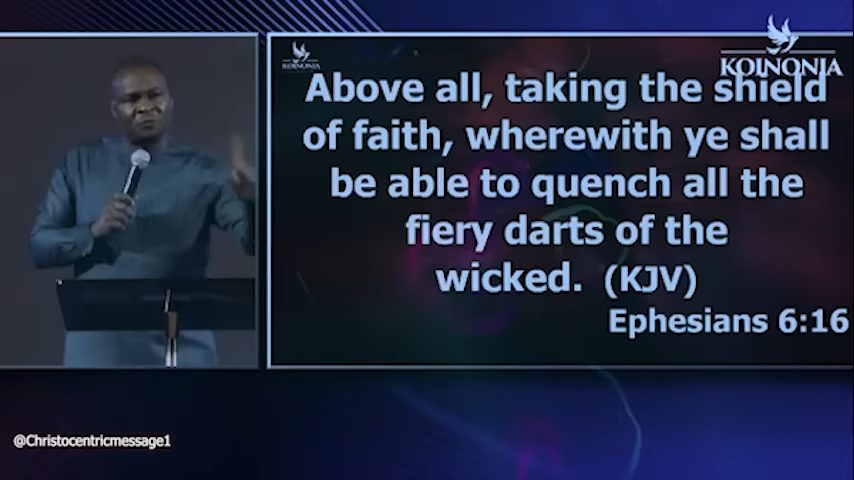 KOINONIA
KOINONIA
Above all, taking the shield
of faith, wherewith ye shall
be able to quench all the
fiery darts of the
wicked. (KJV)
Ephesians 6:16
@Christocentricmessage1